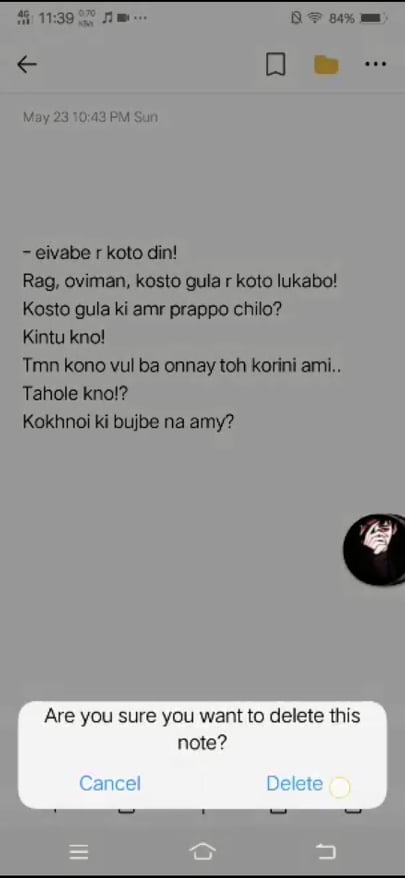 4G 11:39 0.70 KB/s ... 84%
May 23 10:43 PM Sun
- eivabe r koto din!
Rag, oviman, kosto gula r koto lukabo!
Kosto gula ki amr prappo chilo?
Kintu kno!
Tmn kono vul ba onnay toh korini ami..
Tahole kno!?
Kokhnoi ki bujbe na amy?
Are you sure you want to delete this
note?
Cancel Delete